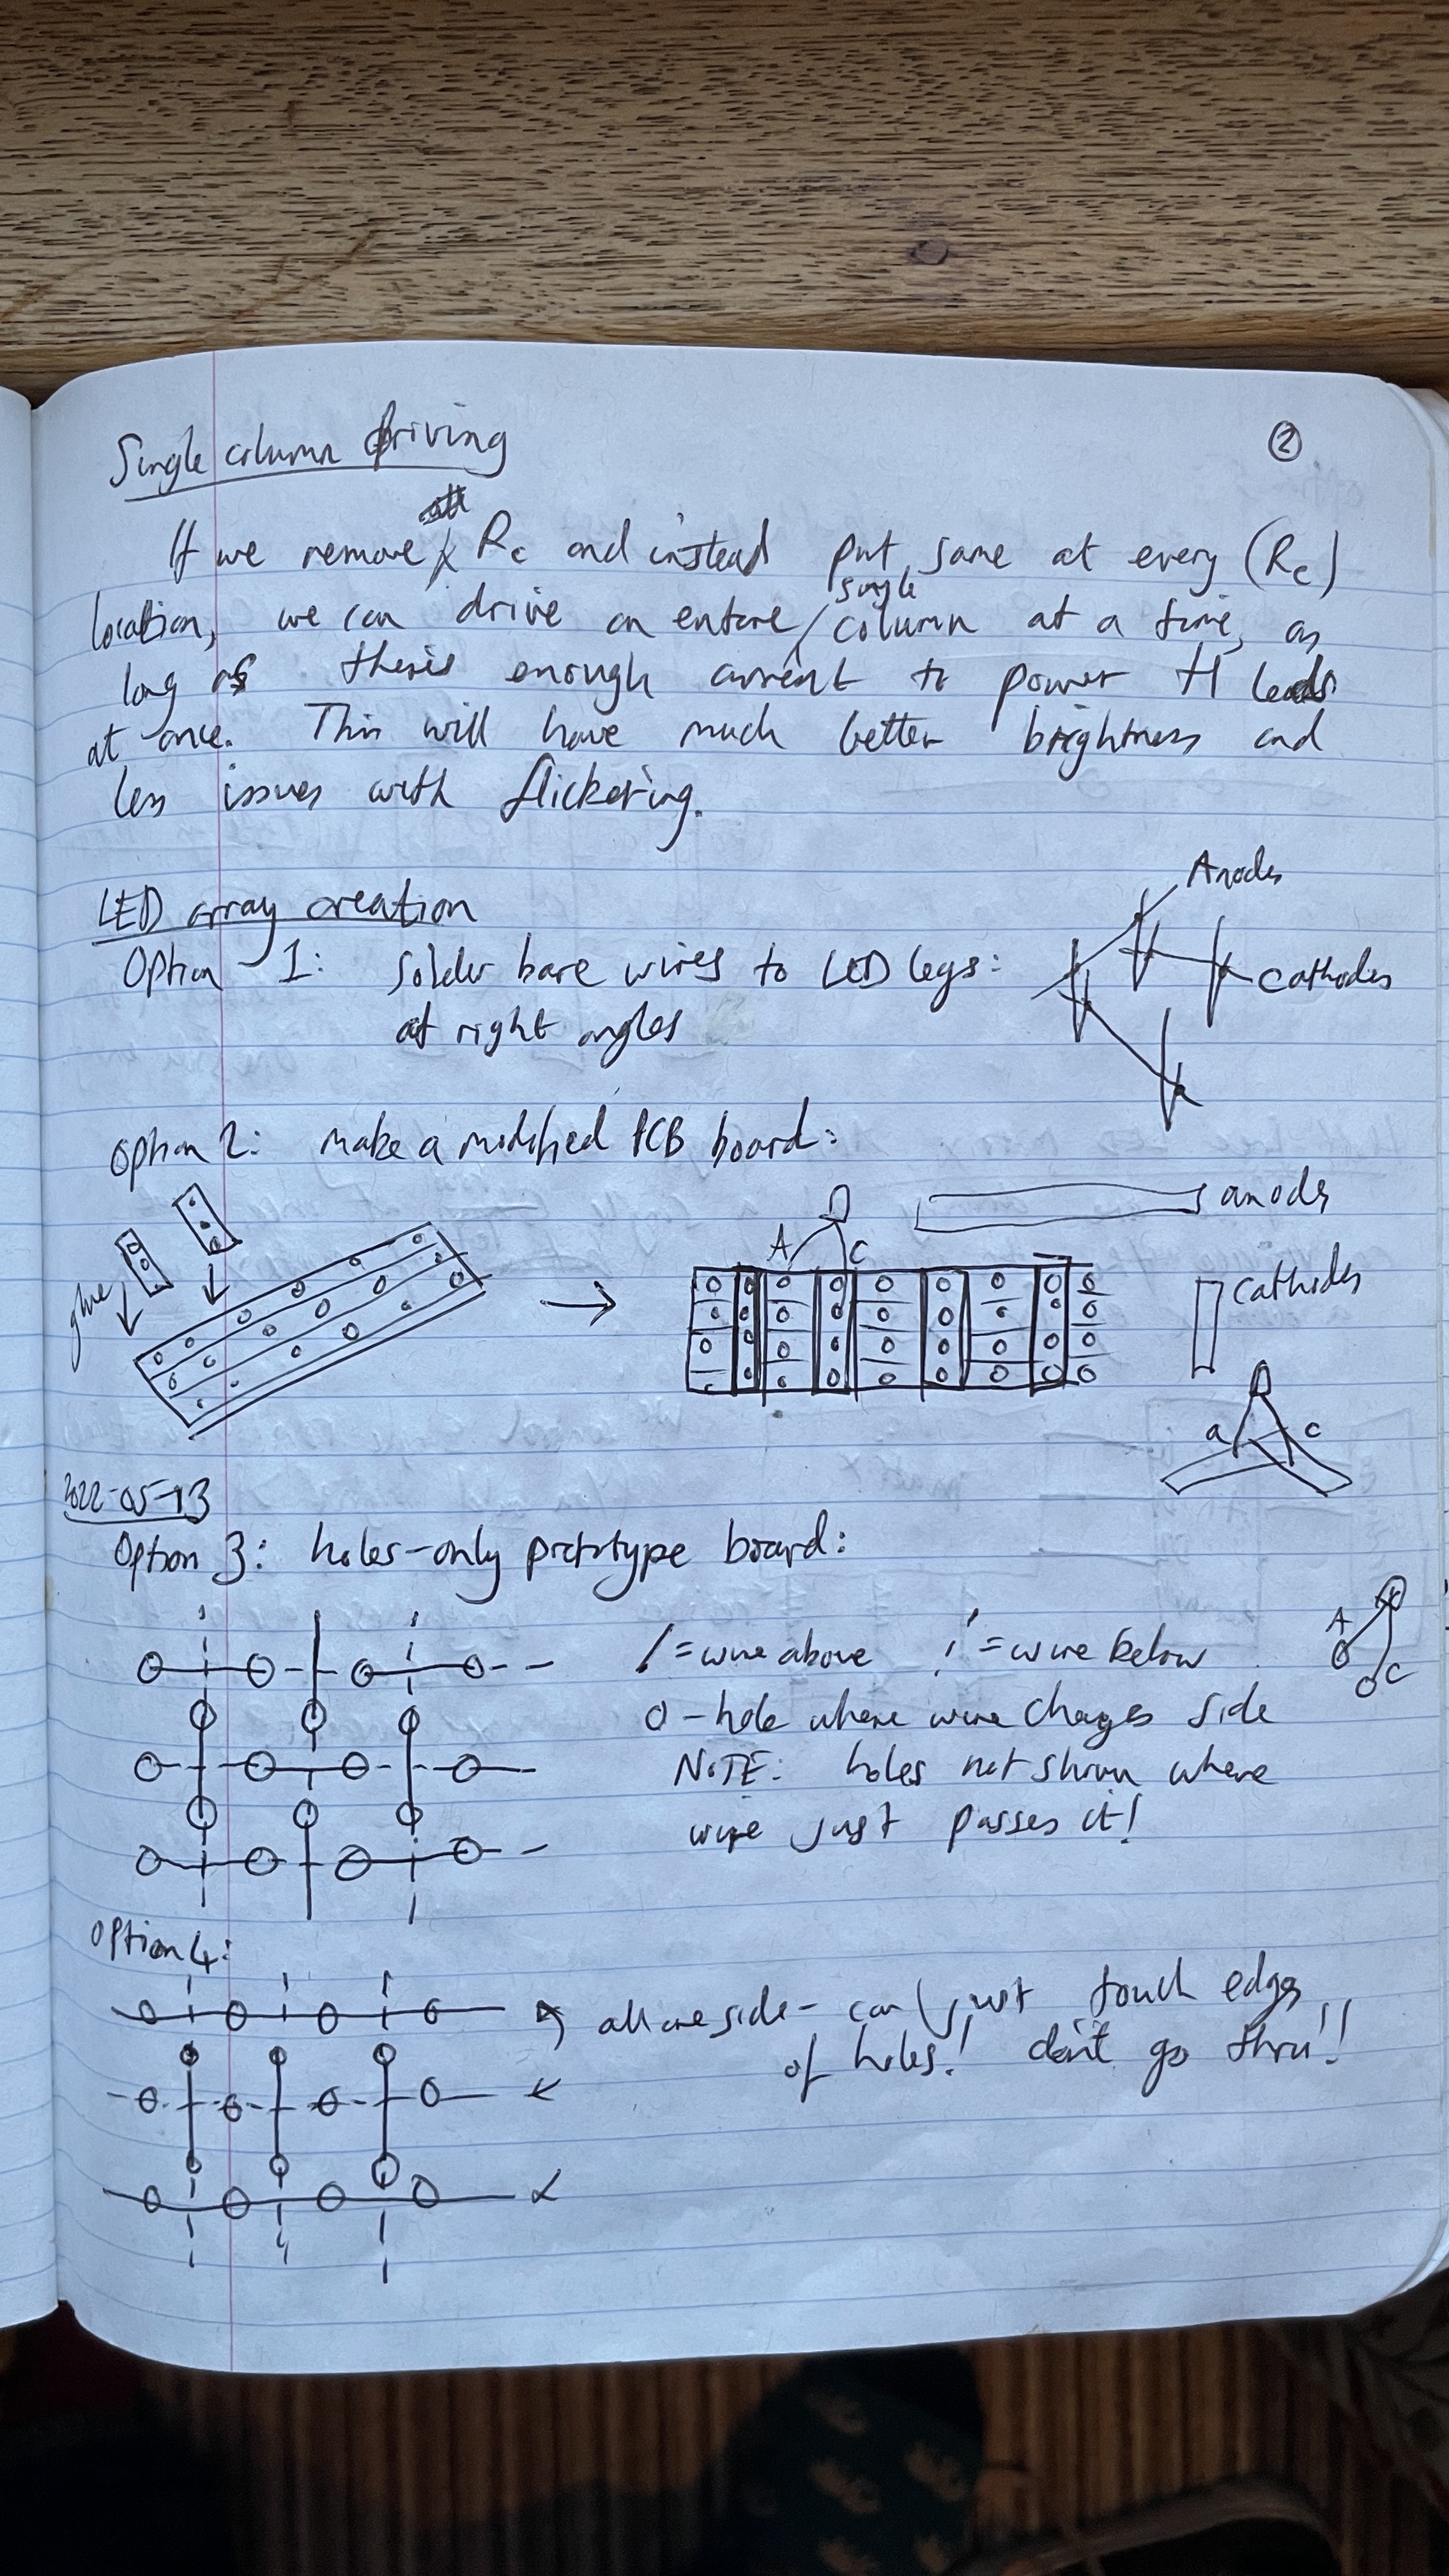 ②
Single column driving
If we remove Rc and instead put same at every (Rc)
location, we can drive an entire single column at a time, as
long as there's enough current to power H leds
at once. This will have much better brightness and
less issues with flickering.
LED array creation
Option 1: Solder bare wires to LED legs:
at right angles
Anodes
Cathodes
Option 2: make a modified PCB board:
glue
A C
anodes
cathodes
a c
2022-05-13
Option 3: holes-only prototype board:
/ = wire above ¦ = wire below
O - hole where wire changes side
NOTE: holes not shown where
wire just passes it!
A
C
Option 4:
all one side - can just touch edges
of holes! don't go thru!!